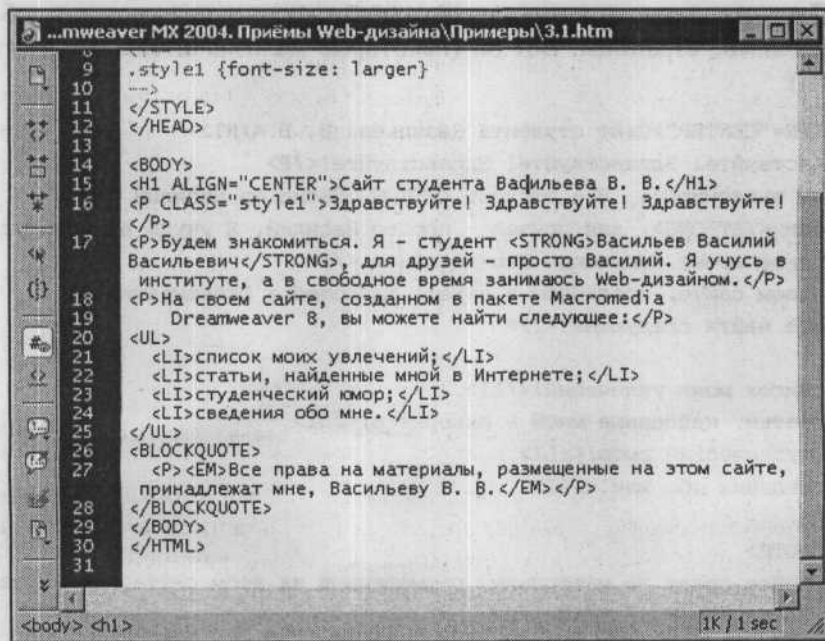 ...mweaver MX 2004. Приёмы Web-дизайна\Примеры\3.1.htm
8
9 .style1 {font-size: larger}
10 -->
11 </STYLE>
12 </HEAD>
13
14 <BODY>
15 <H1 ALIGN="CENTER">Сайт студента Васильева В. В.</H1>
16 <P CLASS="style1">Здравствуйте! Здравствуйте! Здравствуйте!
</P>
17 <P>Будем знакомиться. Я – студент <STRONG>Васильев Василий
Васильевич</STRONG>, для друзей – просто Василий. Я учусь в
институте, а в свободное время занимаюсь Web-дизайном.</P>
18 <P>На своем сайте, созданном в пакете Macromedia
19 Dreamweaver 8, вы можете найти следующее:</P>
20 <UL>
21 <LI>список моих увлечений;</LI>
22 <LI>статьи, найденные мной в Интернете;</LI>
23 <LI>студенческий юмор;</LI>
24 <LI>сведения обо мне.</LI>
25 </UL>
26 <BLOCKQUOTE>
27 <P><EM>Все права на материалы, размещенные на этом сайте,
принадлежат мне, Васильеву В. В.</EM></P>
28 </BLOCKQUOTE>
29 </BODY>
30 </HTML>
31
<body> <h1>
1K / 1 sec